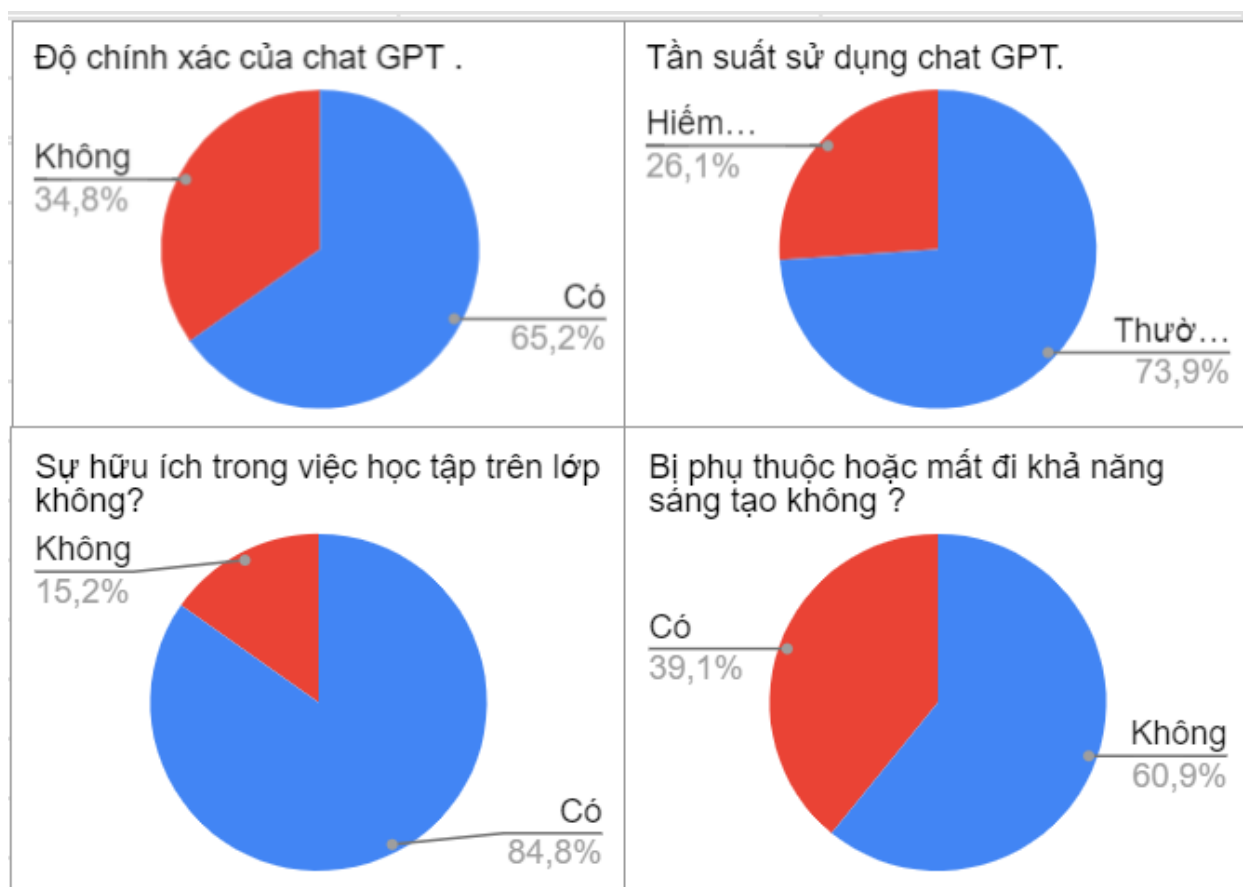 Độ chính xác của chat GPT .
Không
34,8%
Có
65,2%
Tần suất sử dụng chat GPT.
Hiếm...
26,1%
Thườ...
73,9%
Sự hữu ích trong việc học tập trên lớp
không?
Không
15,2%
Có
84,8%
Bị phụ thuộc hoặc mất đi khả năng
sáng tạo không ?
Có
39,1%
Không
60,9%